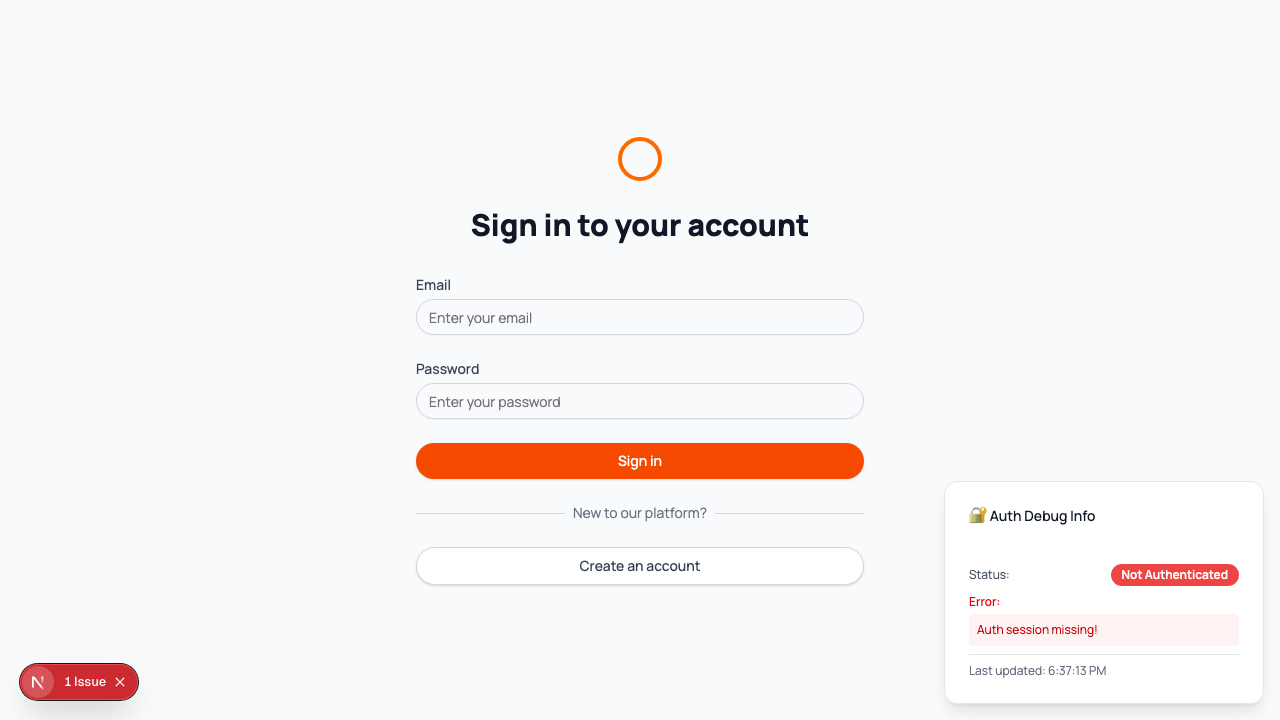 Sign in to your account
Email
Enter your email
Password
Enter your password
Sign in
New to our platform?
Create an account
🔐 Auth Debug Info
Status: Not Authenticated
Error:
Auth session missing!
Last updated: 6:37:13 PM
N 1 Issue